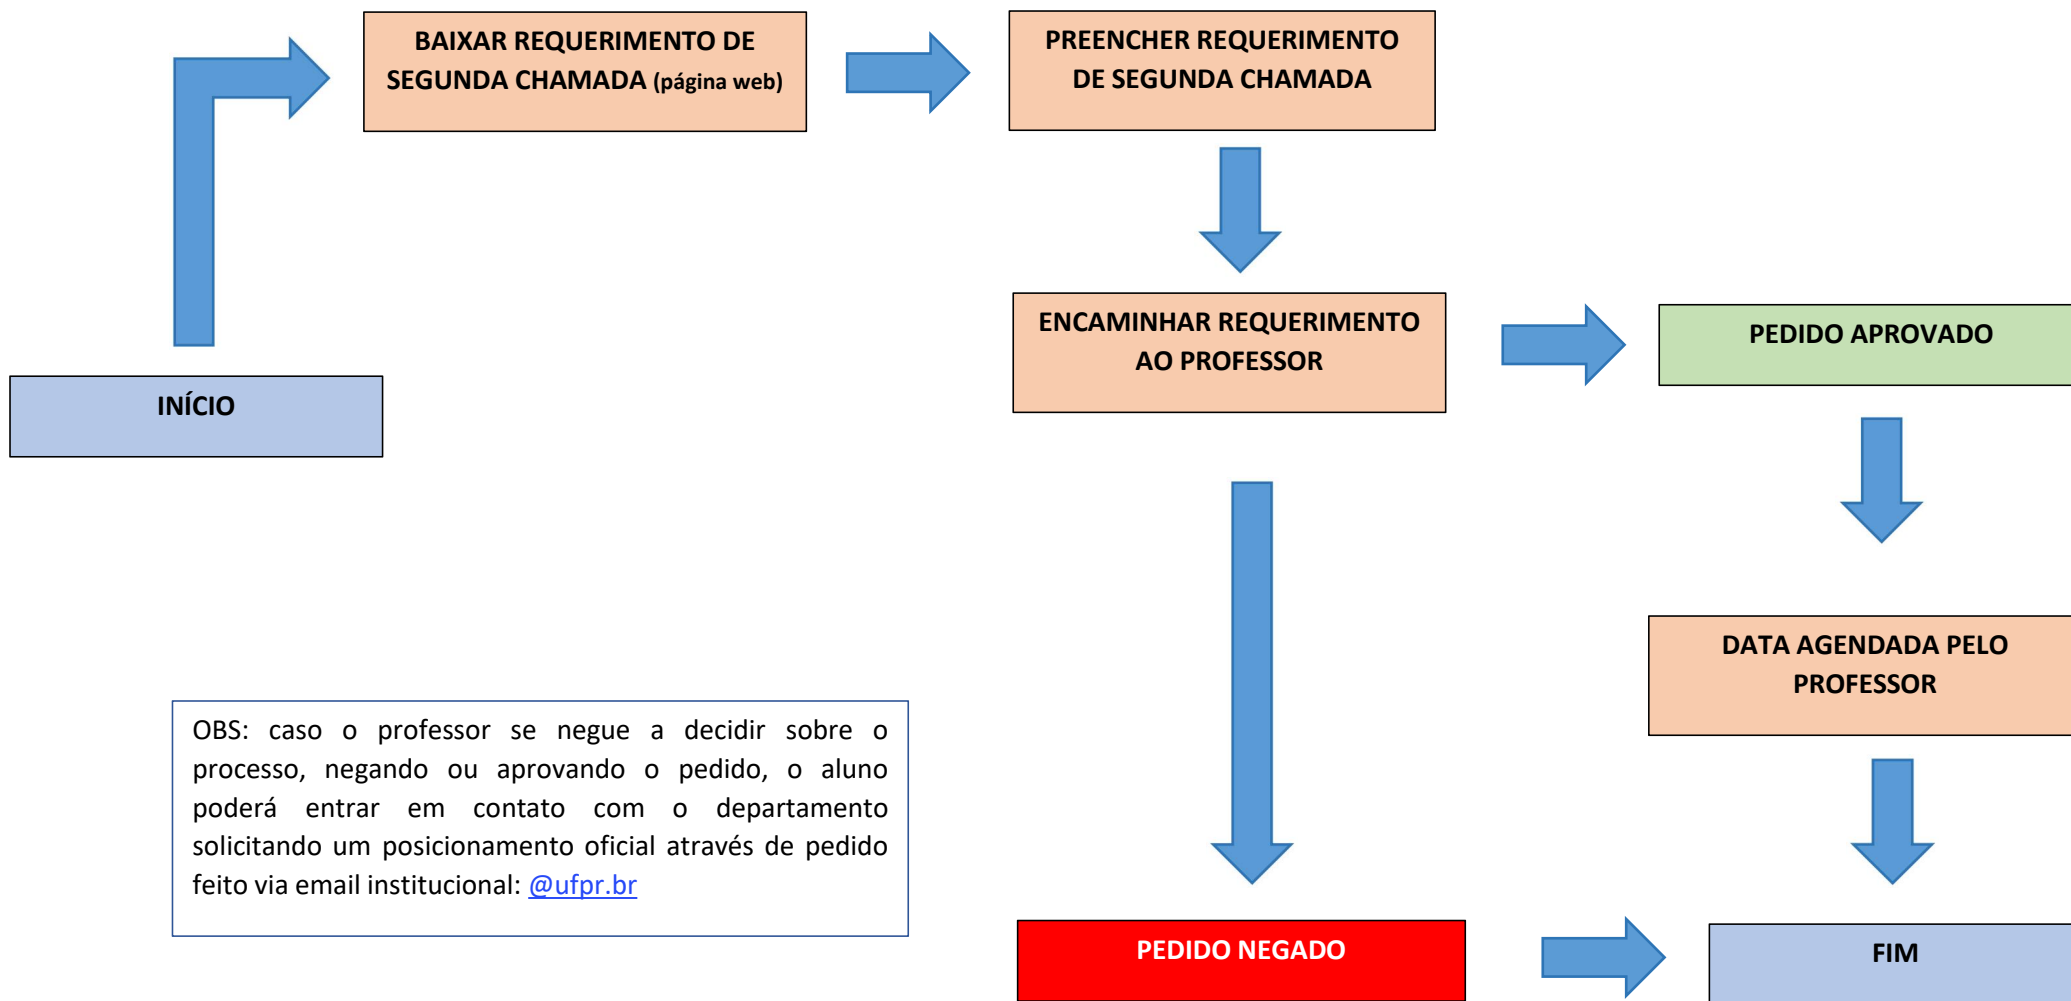 BAIXAR REQUERIMENTO DE
SEGUNDA CHAMADA (página web)
PREENCHER REQUERIMENTO
DE SEGUNDA CHAMADA
ENCAMINHAR REQUERIMENTO
AO PROFESSOR
PEDIDO APROVADO
INÍCIO
DATA AGENDADA PELO
PROFESSOR
OBS: caso o professor se negue a decidir sobre o
processo, negando ou aprovando o pedido, o aluno
poderá entrar em contato com o departamento
solicitando um posicionamento oficial através de pedido
feito via email institucional: @ufpr.br
PEDIDO NEGADO
FIM